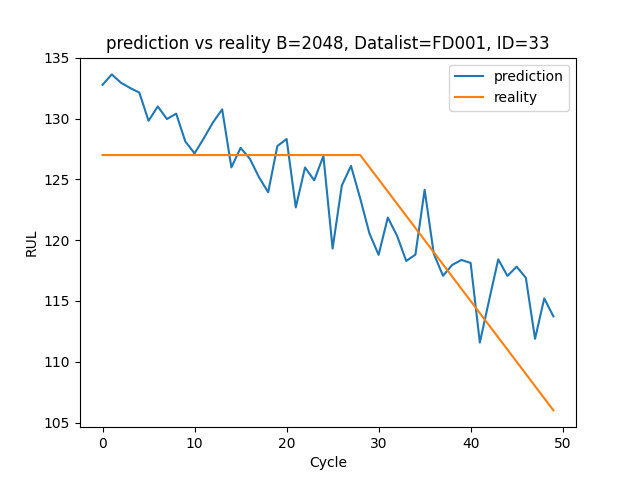 prediction vs reality B=2048, Datalist=FD001, ID=33
prediction
reality
135
130
125
120
115
110
105
RUL
0 10 20 30 40 50
Cycle